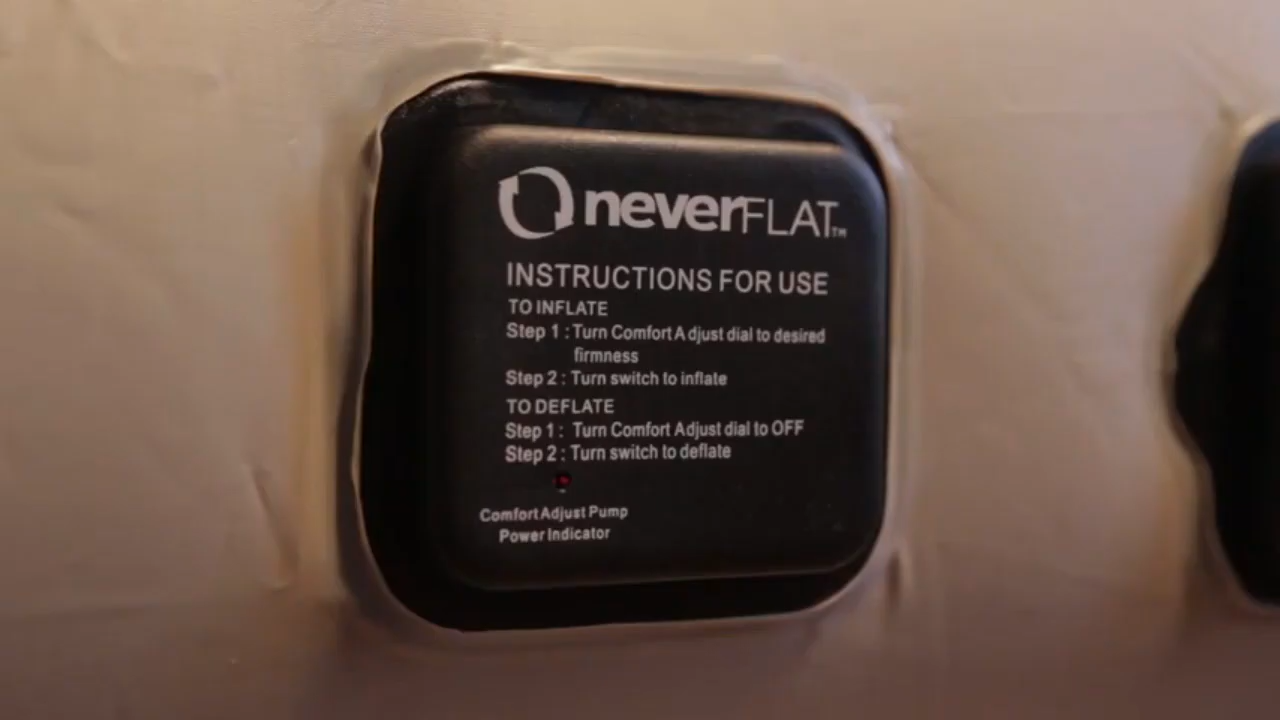 neverFLAT™
INSTRUCTIONS FOR USE
TO INFLATE
Step 1 : Turn Comfort A djust dial to desired
firmness
Step 2 : Turn switch to inflate
TO DEFLATE
Step 1 : Turn Comfort Adjust dial to OFF
Step 2 : Turn switch to deflate
Comfort Adjust Pump
Power Indicator